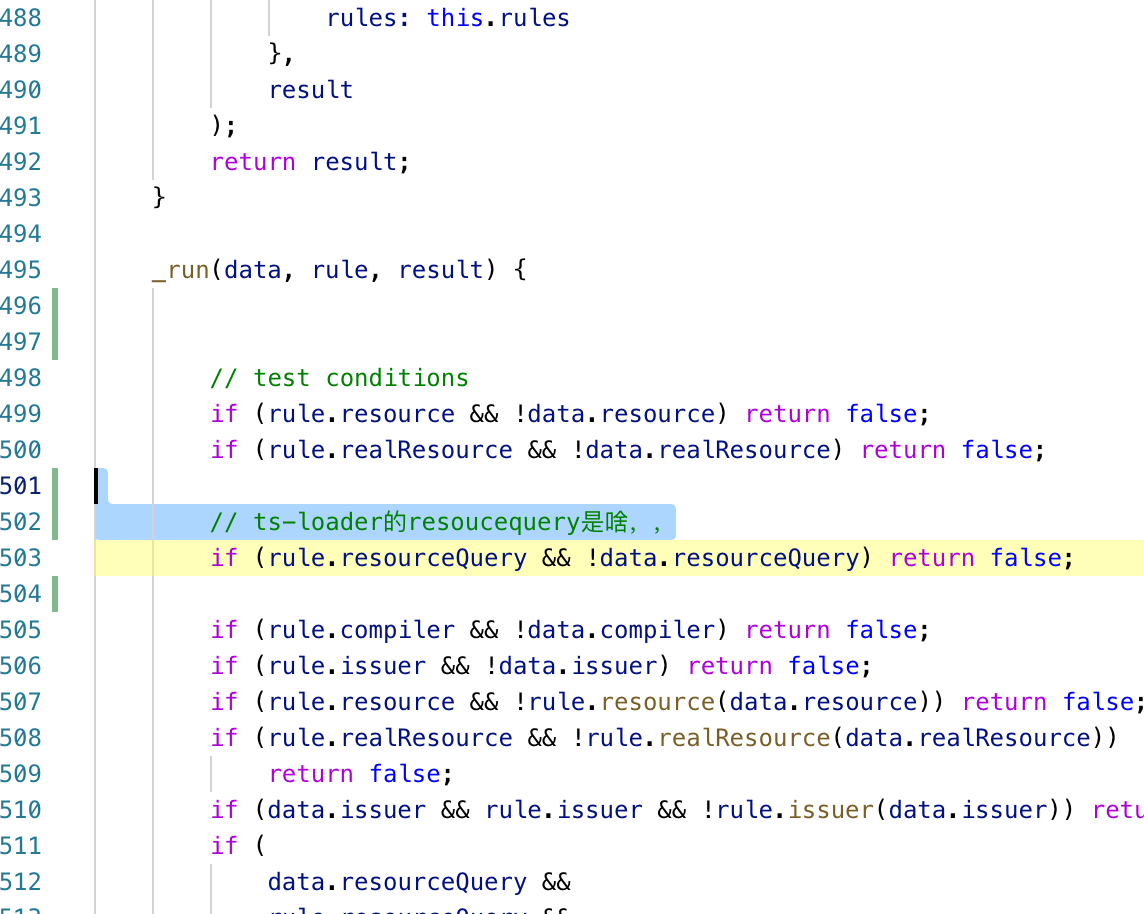 488 rules: this.rules
489 },
490 result
491 );
492 return result;
493 }
494
495 _run(data, rule, result) {
496
497
498 // test conditions
499 if (rule.resource && !data.resource) return false;
500 if (rule.realResource && !data.realResource) return false;
501
502 // ts-loader的resoucequery是啥，，
503 if (rule.resourceQuery && !data.resourceQuery) return false;
504
505 if (rule.compiler && !data.compiler) return false;
506 if (rule.issuer && !data.issuer) return false;
507 if (rule.resource && !rule.resource(data.resource)) return false;
508 if (rule.realResource && !rule.realResource(data.realResource))
509 return false;
510 if (data.issuer && rule.issuer && !rule.issuer(data.issuer)) retu
511 if (
512 data.resourceQuery &&
513 rule.resourceQuery &&